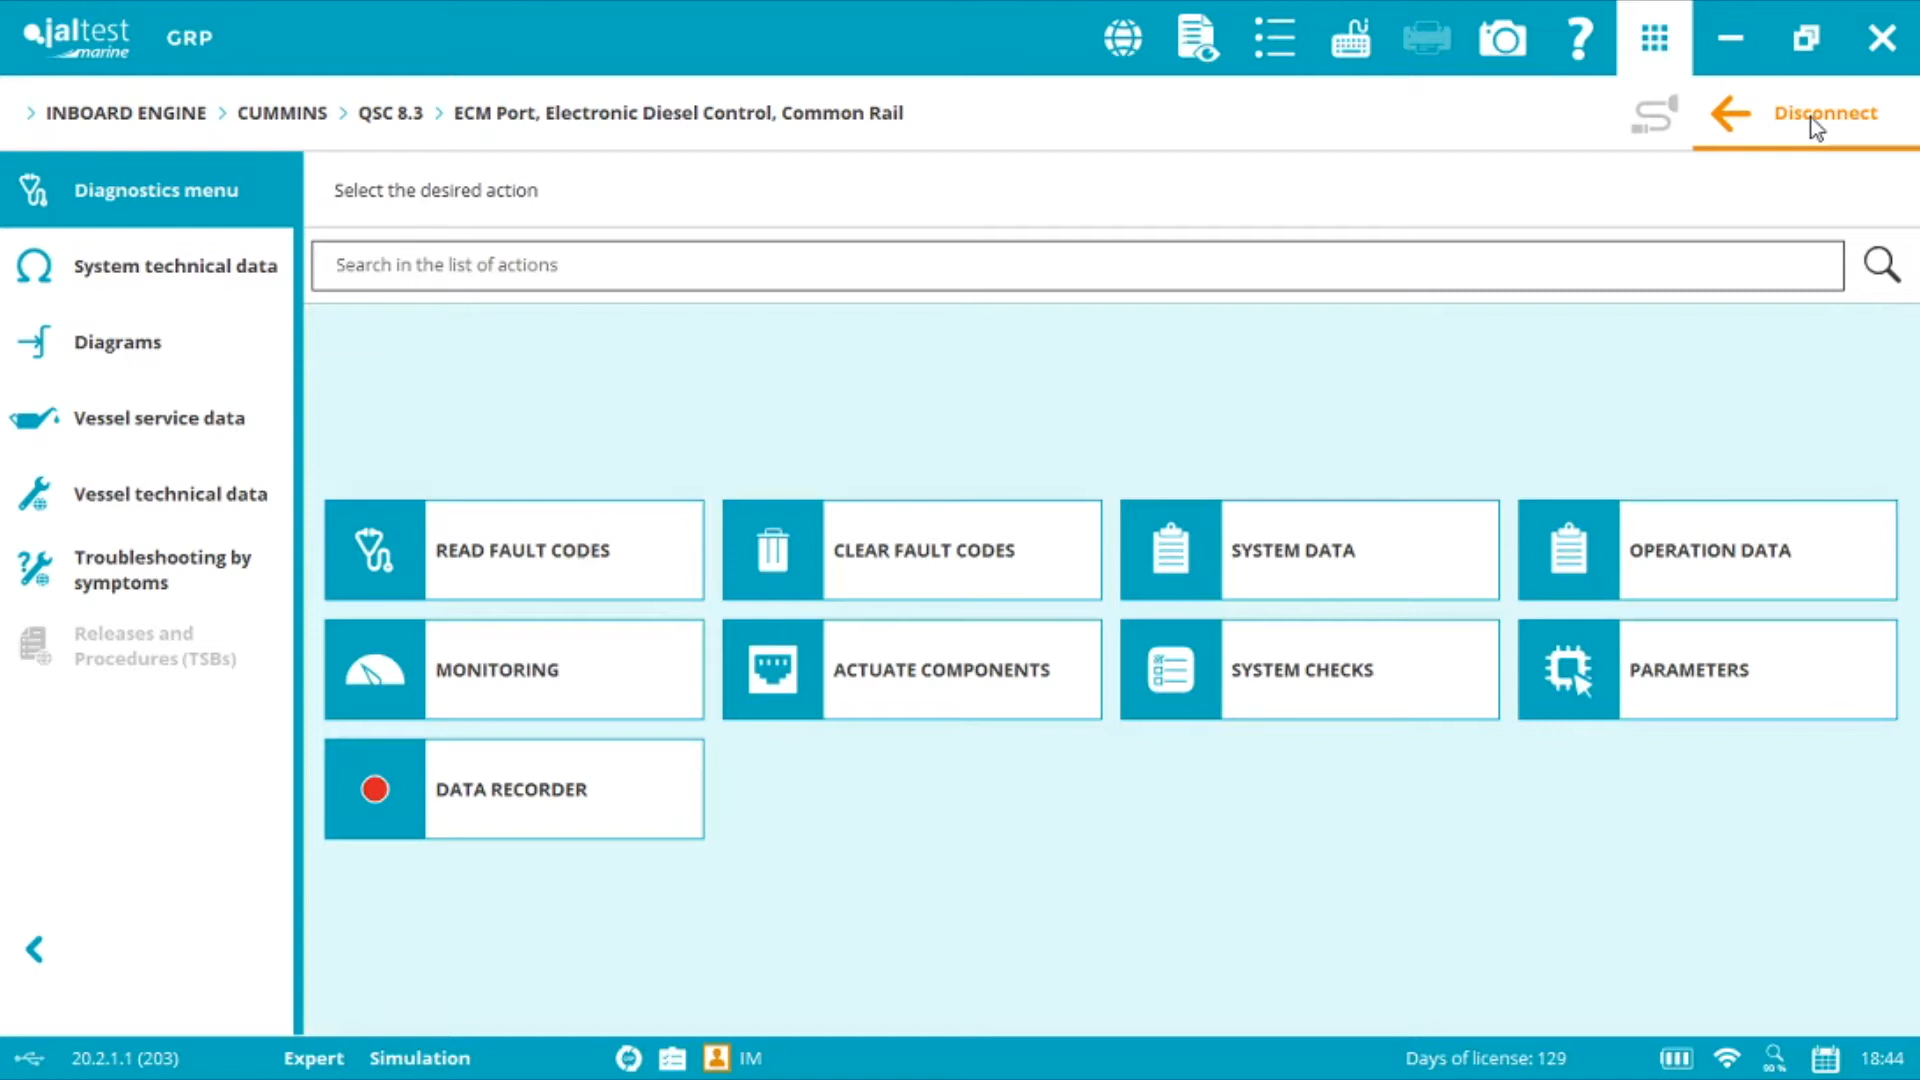 jaltest
marine
GRP
> INBOARD ENGINE > CUMMINS > QSC 8.3 > ECM Port, Electronic Diesel Control, Common Rail
Disconnect
Diagnostics menu
Select the desired action
System technical data
Search in the list of actions
Diagrams
Vessel service data
Vessel technical data
Troubleshooting by
symptoms
Releases and
Procedures (TSBs)
READ FAULT CODES
CLEAR FAULT CODES
SYSTEM DATA
OPERATION DATA
MONITORING
ACTUATE COMPONENTS
SYSTEM CHECKS
PARAMETERS
DATA RECORDER
20.2.1.1 (203)
Expert
Simulation
IM
Days of license: 129
90 %
18:44